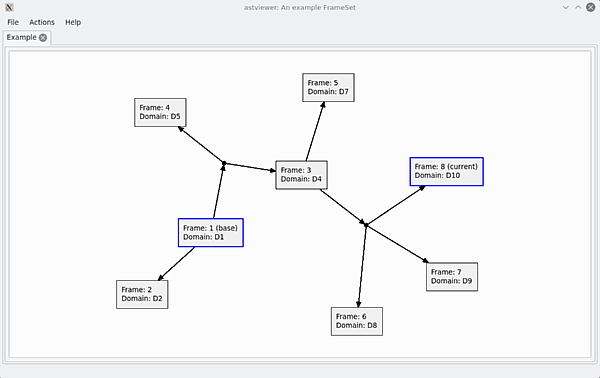 astviewer: An example FrameSet
File Actions Help
Example
Frame: 5
Domain: D7
Frame: 4
Domain: D5
Frame: 3
Domain: D4
Frame: 8 (current)
Domain: D10
Frame: 1 (base)
Domain: D1
Frame: 7
Domain: D9
Frame: 2
Domain: D2
Frame: 6
Domain: D8